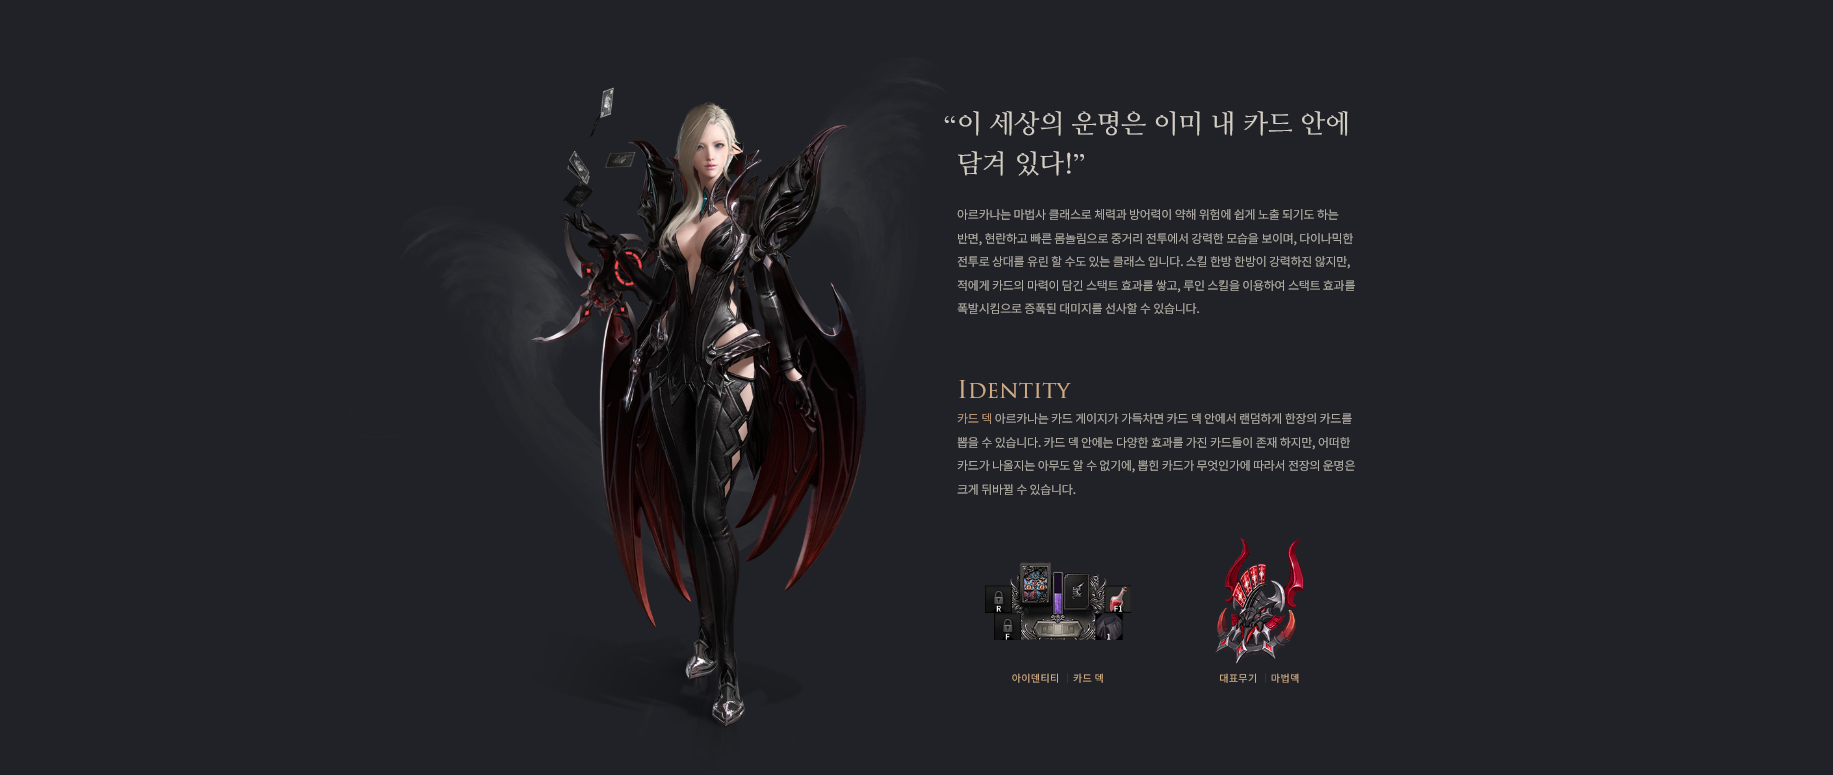 “이 세상의 운명은 이미 내 카드 안에
담겨 있다!”
아르카나는 마법사 클래스로 체력과 방어력이 약해 위험에 쉽게 노출 되기도 하는
반면, 현란하고 빠른 몸놀림으로 중거리 전투에서 강력한 모습을 보이며, 다이나믹한
전투로 상대를 유린 할 수도 있는 클래스 입니다. 스킬 한방 한방이 강력하진 않지만,
적에게 카드의 마력이 담긴 스택트 효과를 쌓고, 루인 스킬을 이용하여 스택트 효과를
폭발시킴으로 증폭된 대미지를 선사할 수 있습니다.
IDENTITY
카드 덱 아르카나는 카드 게이지가 가득차면 카드 덱 안에서 랜덤하게 한장의 카드를
뽑을 수 있습니다. 카드 덱 안에는 다양한 효과를 가진 카드들이 존재 하지만, 어떠한
카드가 나올지는 아무도 알 수 없기에, 뽑힌 카드가 무엇인가에 따라서 전장의 운명은
크게 뒤바뀔 수 있습니다.
R F1
F 1
아이덴티티 | 카드 덱
대표무기 | 마법덱